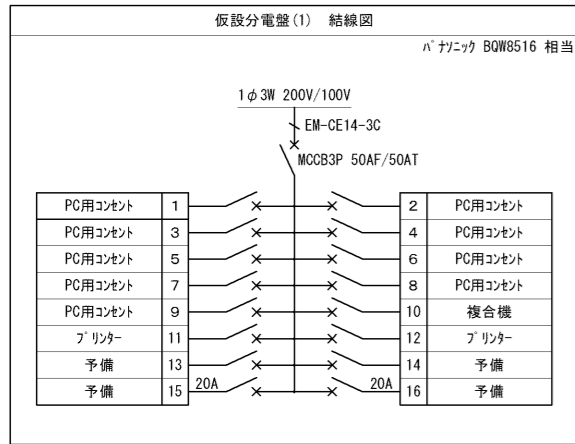 仮設分電盤(1) 結線図
パナソニック BQW8516 相当
1φ3W 200V/100V
EM-CE14-3C
MCCB3P 50AF/50AT
PC用コンセント 1 2 PC用コンセント
PC用コンセント 3 4 PC用コンセント
PC用コンセント 5 6 PC用コンセント
PC用コンセント 7 8 PC用コンセント
PC用コンセント 9 10 複合機
プリンター 11 12 プリンター
予備 13 14 予備
予備 15 20A 20A 16 予備